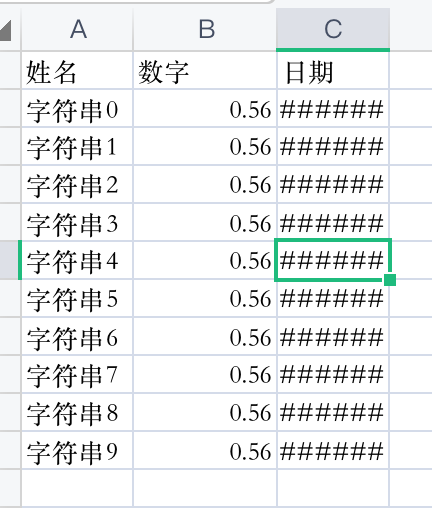 A B C
姓名 数字 日期
字符串0 0.56 ######
字符串1 0.56 ######
字符串2 0.56 ######
字符串3 0.56 ######
字符串4 0.56 ######
字符串5 0.56 ######
字符串6 0.56 ######
字符串7 0.56 ######
字符串8 0.56 ######
字符串9 0.56 ######